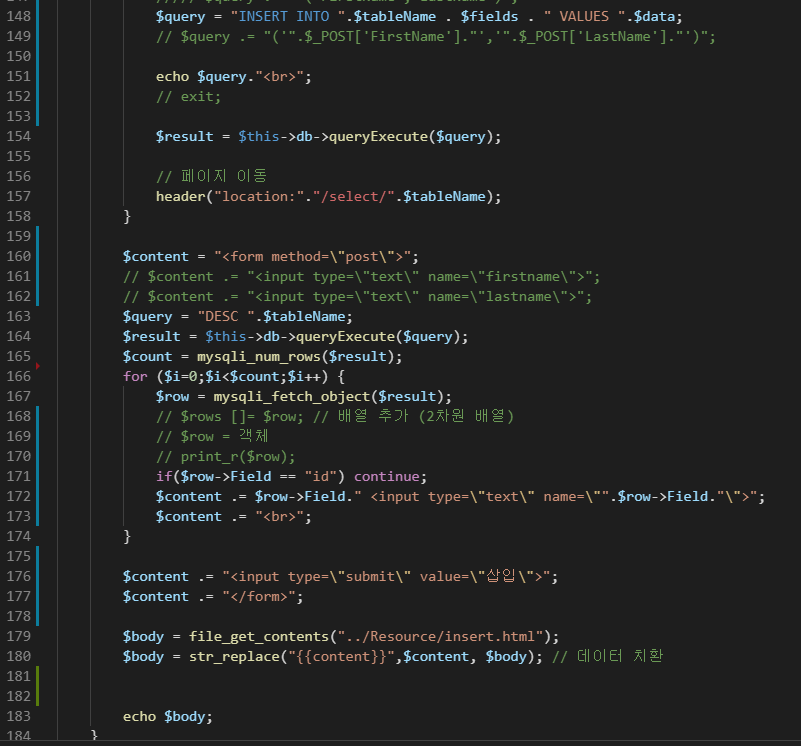 148 $query = "INSERT INTO ".$tableName . $fields . " VALUES ".$data;
149 // $query .= "('".$_POST['FirstName']."','".$_POST['LastName']."')";
150
151 echo $query."<br>";
152 // exit;
153
154 $result = $this->db->queryExecute($query);
155
156 // 페이지 이동
157 header("location:"."/select/".$tableName);
158 }
159
160 $content = "<form method=\"post\">";
161 // $content .= "<input type=\"text\" name=\"firstname\">";
162 // $content .= "<input type=\"text\" name=\"lastname\">";
163 $query = "DESC ".$tableName;
164 $result = $this->db->queryExecute($query);
165 $count = mysqli_num_rows($result);
166 for ($i=0;$i<$count;$i++) {
167 $row = mysqli_fetch_object($result);
168 // $rows []= $row; // 배열 추가 (2차원 배열)
169 // $row = 객체
170 // print_r($row);
171 if($row->Field == "id") continue;
172 $content .= $row->Field." <input type=\"text\" name=\"".$row->Field."\">";
173 $content .= "<br>";
174 }
175
176 $content .= "<input type=\"submit\" value=\"삽입\">";
177 $content .= "</form>";
178
179 $body = file_get_contents("../Resource/insert.html");
180 $body = str_replace("{{content}}",$content, $body); // 데이터 치환
181
182
183 echo $body;
184 }